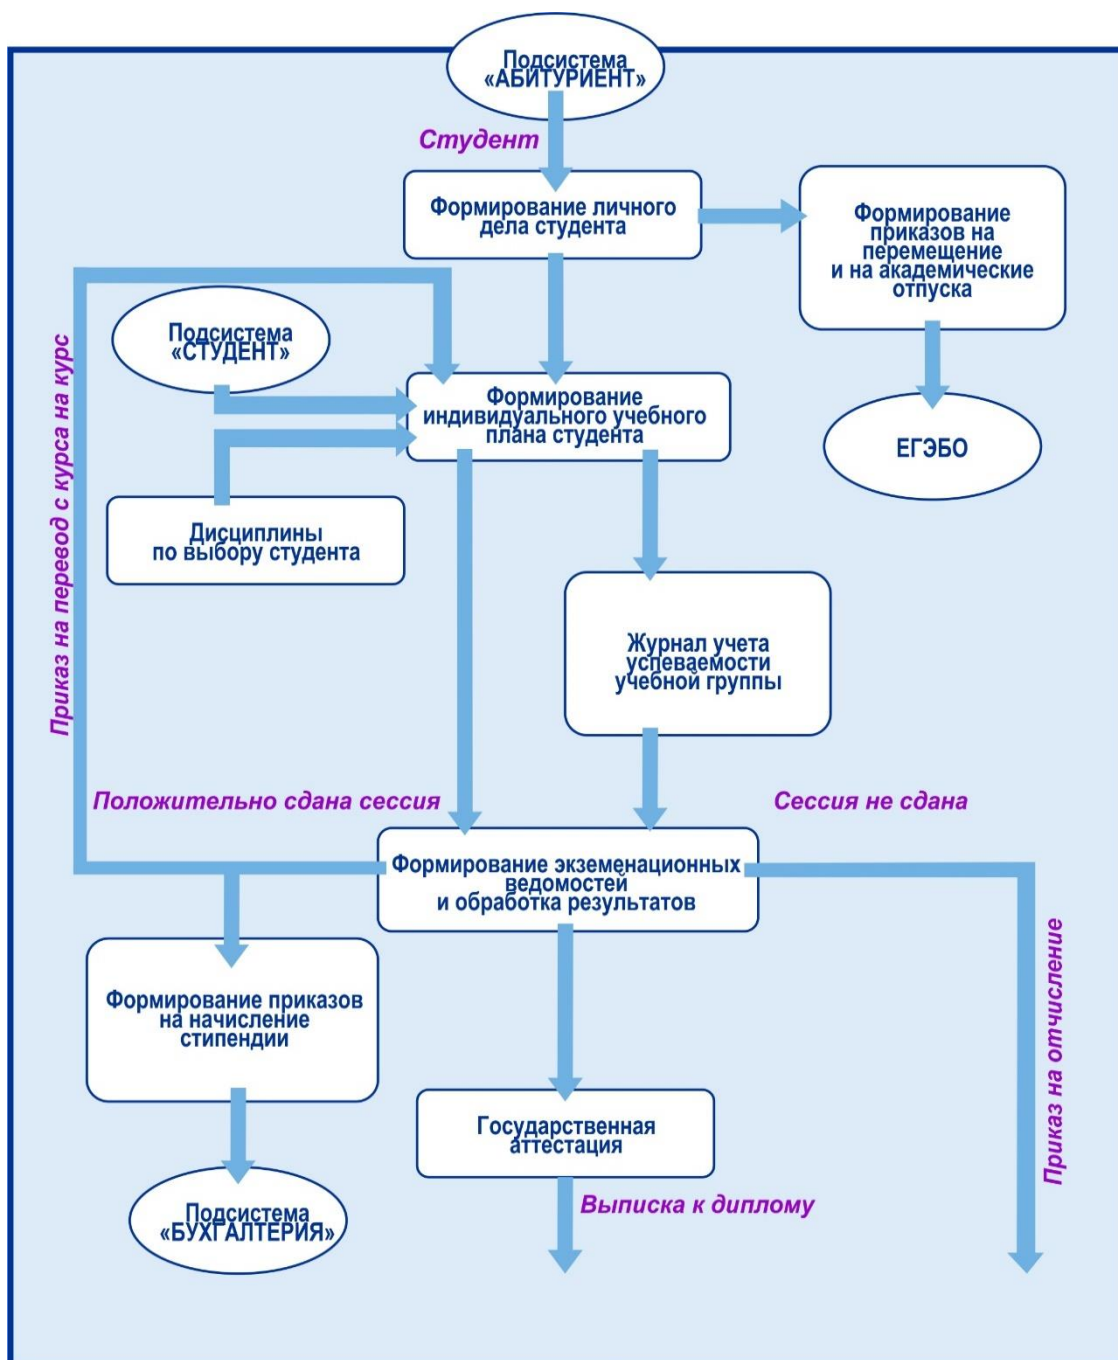 Подсистема
«АБИТУРИЕНТ»
Студент
Формирование личного
дела студента
Формирование
приказов на
перемещение
и на академические
отпуска
Подсистема
«СТУДЕНТ»
Формирование
индивидуального учебного
плана студента
ЕГЭБО
Приказ на перевод с курса на курс
Дисциплины
по выбору студента
Журнал учета
успеваемости
учебной группы
Положительно сдана сессия
Сессия не сдана
Формирование экземенационных
ведомостей
и обработка результатов
Формирование приказов
на начисление
стипендии
Приказ на отчисление
Государственная
аттестация
Выписка к диплому
Подсистема
«БУХГАЛТЕРИЯ»